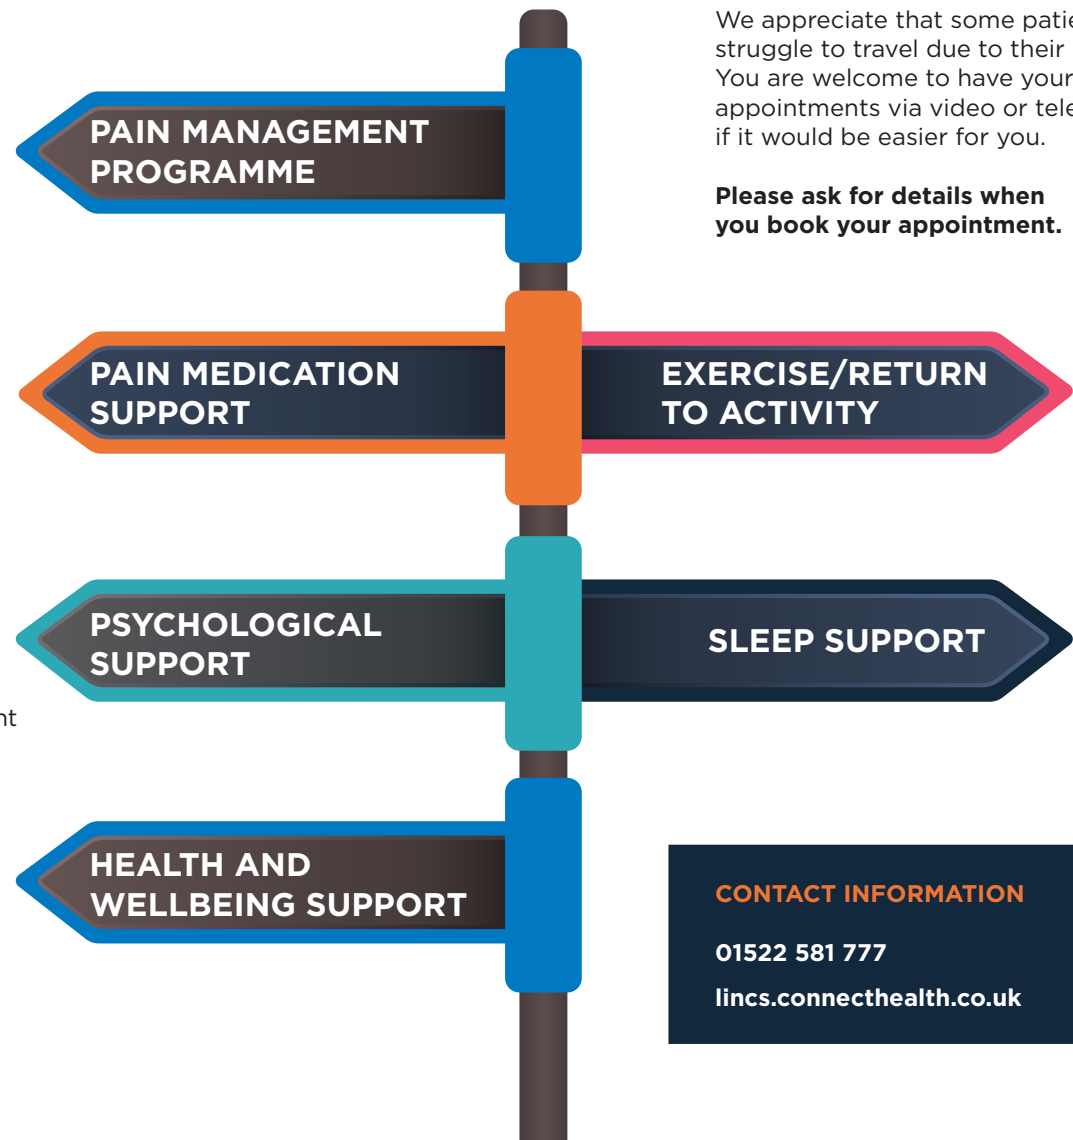 We appreciate that some
struggle to travel due to their
You are welcome to have your
appointments via video or
if it would be easier for you.
Please ask for details when
you book your appointment.
PAIN MANAGEMENT
PROGRAMME
PAIN MEDICATION
SUPPORT
EXERCISE/RETURN
TO ACTIVITY
PSYCHOLOGICAL
SUPPORT
SLEEP SUPPORT
HEALTH AND
WELLBEING SUPPORT
CONTACT INFORMATION
01522 581 777
lincs.connecthealth.co.uk